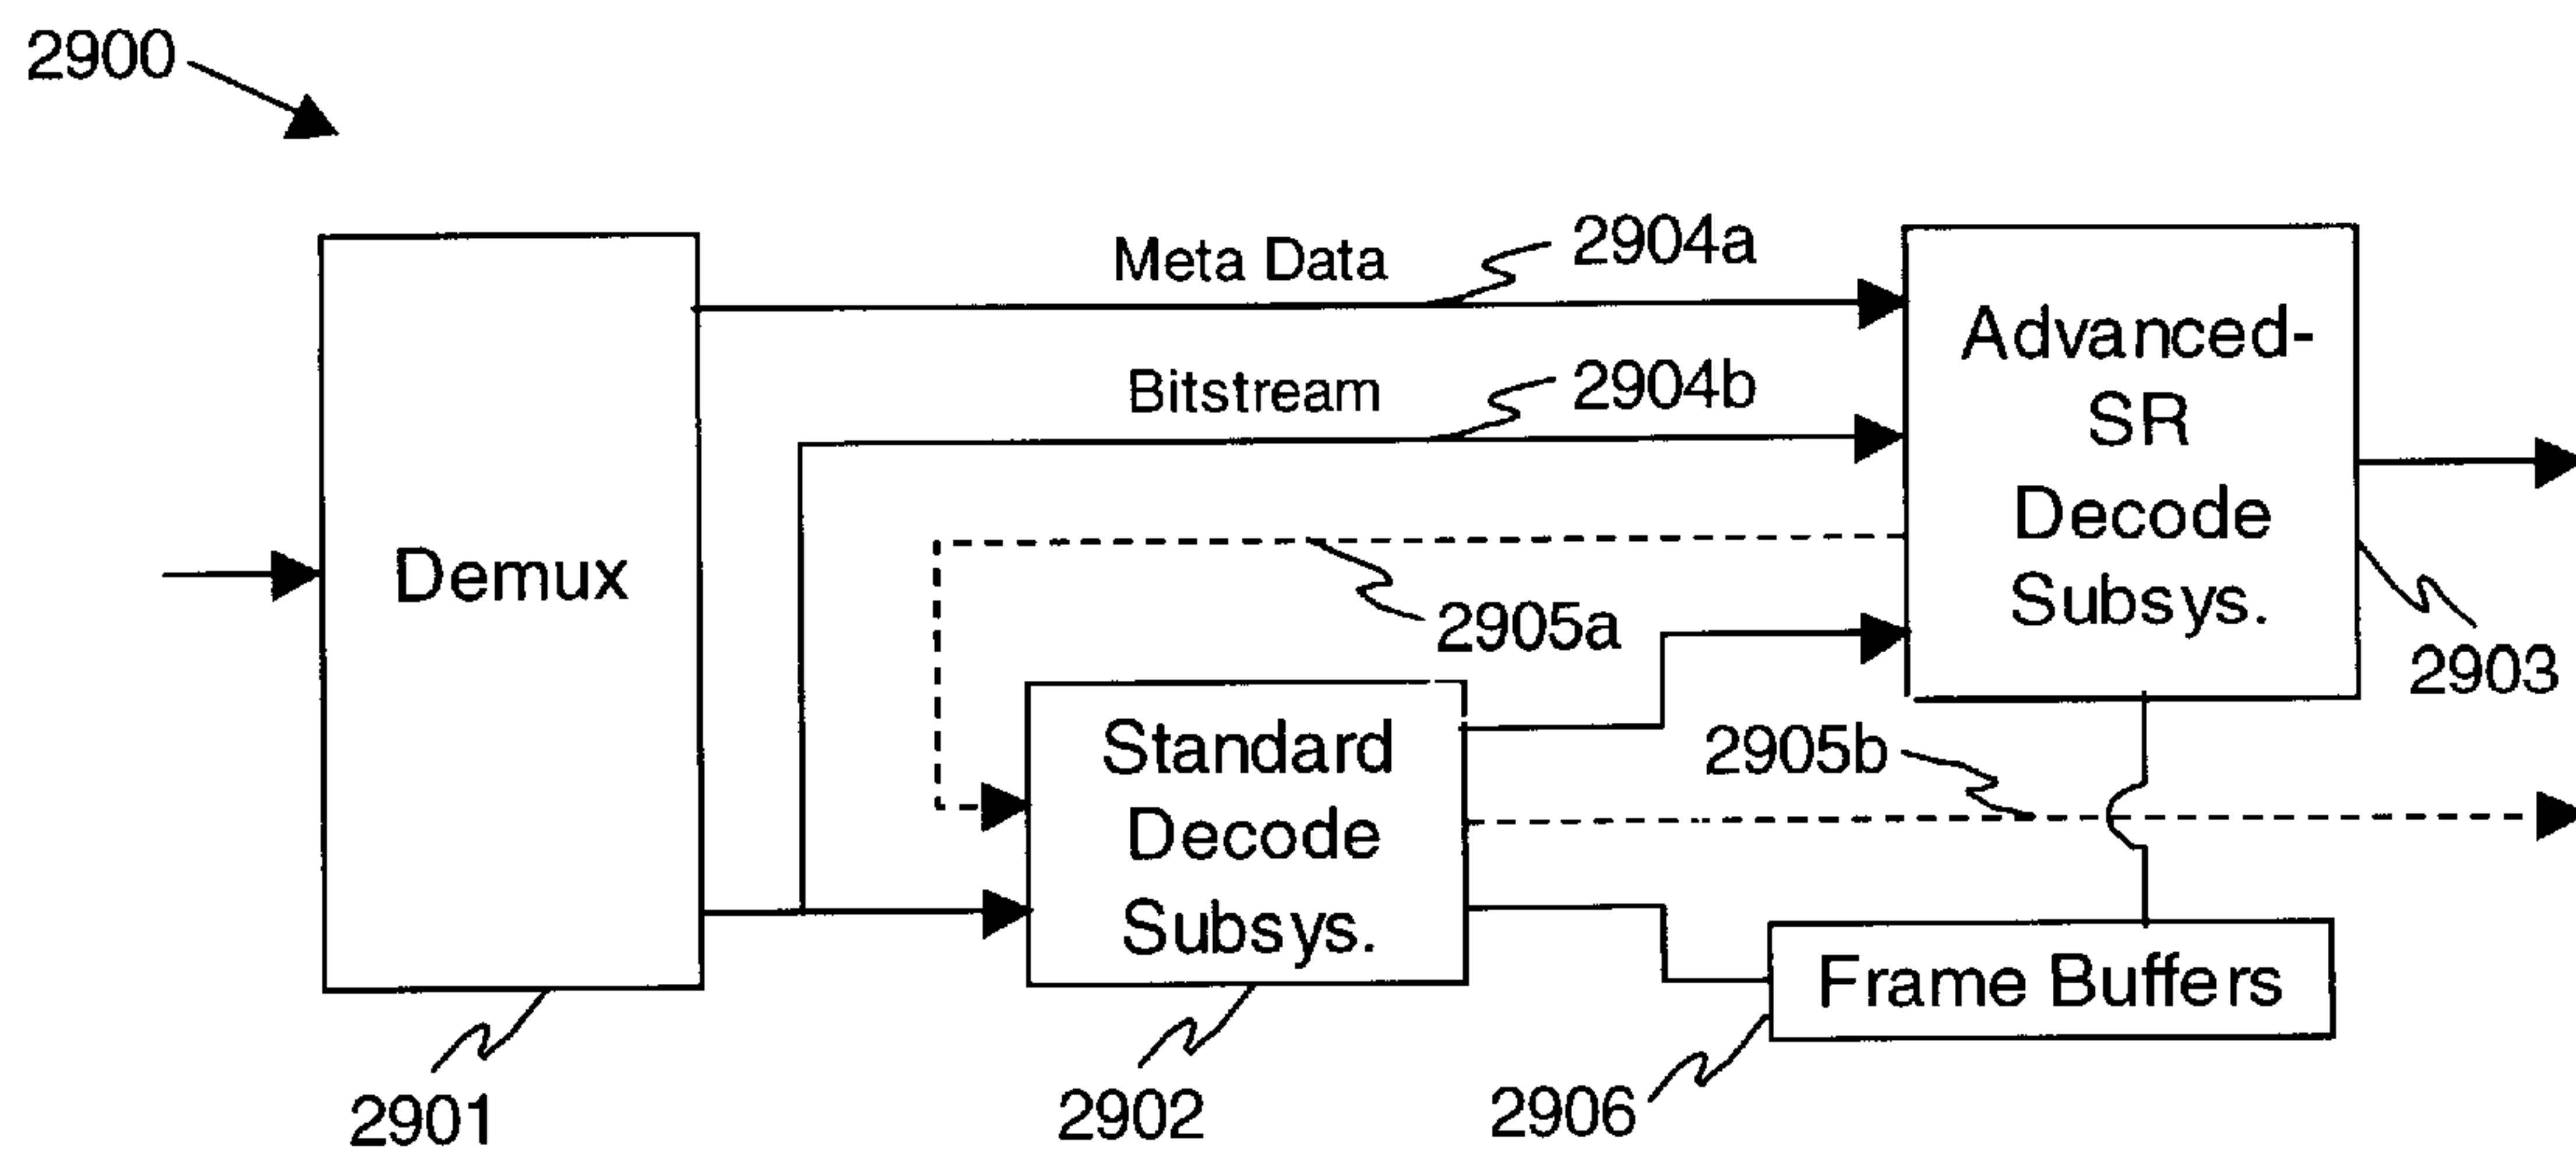 2900
Meta Data
2904a
Bitstream
2904b
Advanced-
SR
Decode
Subsys.
Demux
2905a
2903
Standard
Decode
Subsys.
2905b
Frame Buffers
2901
2902
2906